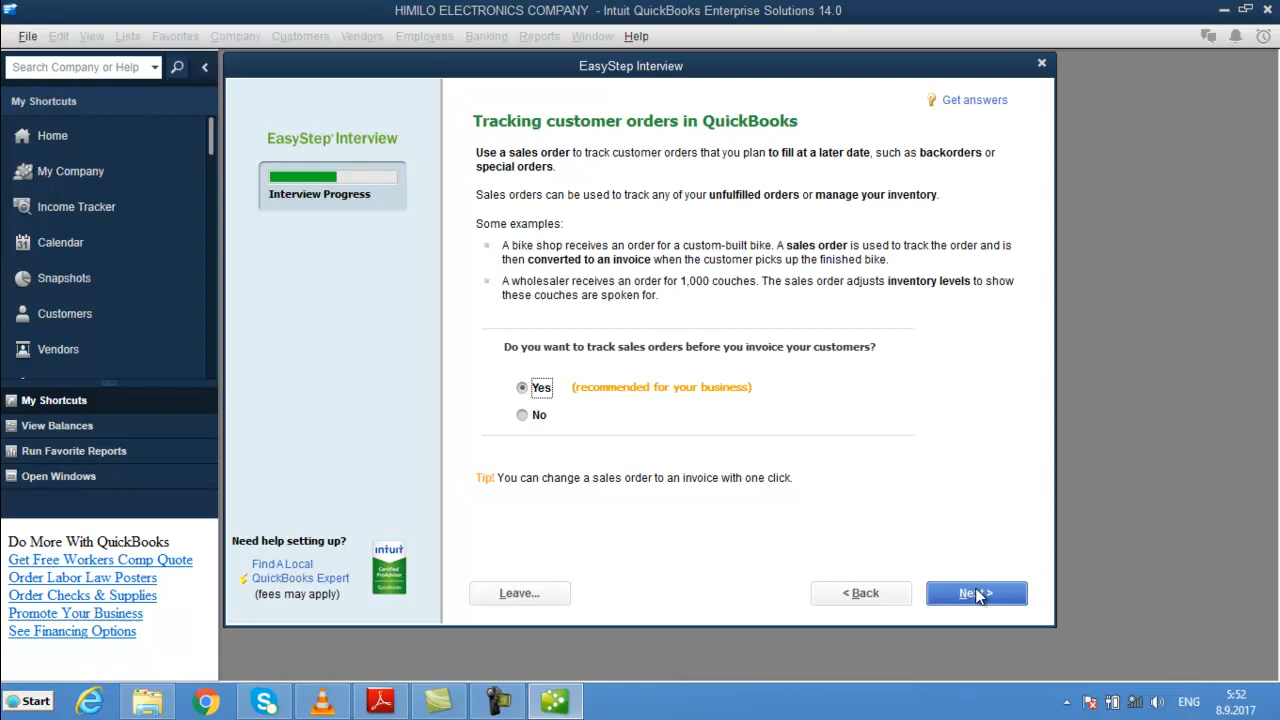 HIMILO ELECTRONICS COMPANY - Intuit QuickBooks Enterprise Solutions 14.0
File Edit View Lists Favorites Company Customers Vendors Employees Banking Reports Window Help
Search Company or Help
My Shortcuts
Home
My Company
Income Tracker
Calendar
Snapshots
Customers
Vendors
My Shortcuts
View Balances
Run Favorite Reports
Open Windows
Do More With QuickBooks
Get Free Workers Comp Quote
Order Labor Law Posters
Order Checks & Supplies
Promote Your Business
See Financing Options
EasyStep Interview
EasyStep Interview
Interview Progress
Need help setting up?
Find A Local
QuickBooks Expert
(fees may apply)
intuit
Certified
ProAdvisor
QuickBooks
Get answers
Tracking customer orders in QuickBooks
Use a sales order to track customer orders that you plan to fill at a later date, such as backorders or
special orders.
Sales orders can be used to track any of your unfulfilled orders or manage your inventory.
Some examples:
A bike shop receives an order for a custom-built bike. A sales order is used to track the order and is
then converted to an invoice when the customer picks up the finished bike.
A wholesaler receives an order for 1,000 couches. The sales order adjusts inventory levels to show
these couches are spoken for.
Do you want to track sales orders before you invoice your customers?
Yes (recommended for your business)
No
Tip! You can change a sales order to an invoice with one click.
Leave... < Back Next >
Start
ENG
5:52
8.9.2017